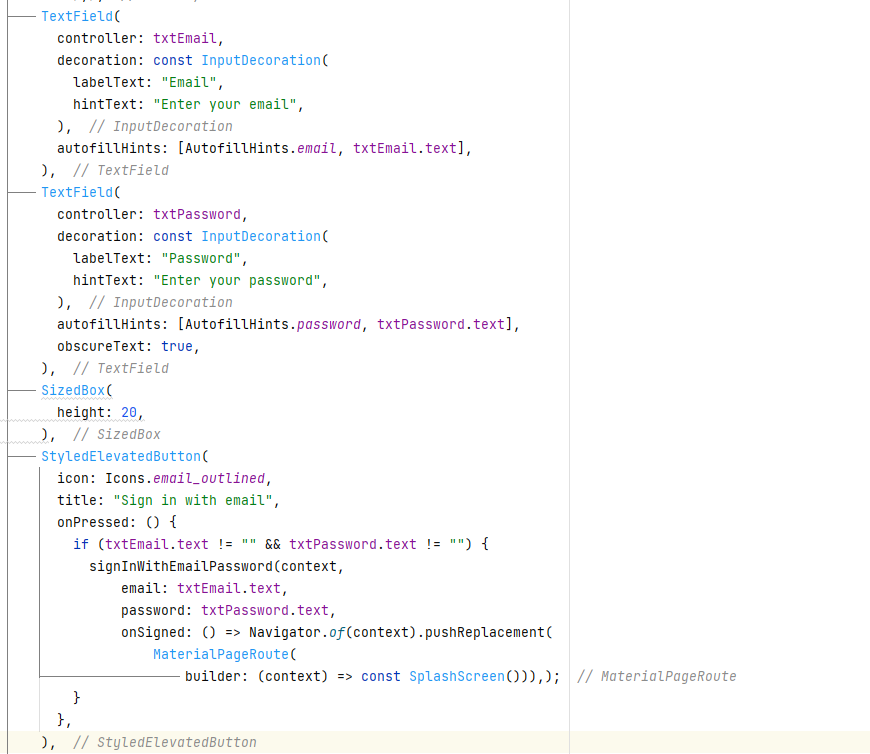 TextField(
controller: txtEmail,
decoration: const InputDecoration(
labelText: "Email",
hintText: "Enter your email",
),  // InputDecoration
autofillHints: [AutofillHints.email, txtEmail.text],
),  // TextField
TextField(
controller: txtPassword,
decoration: const InputDecoration(
labelText: "Password",
hintText: "Enter your password",
),  // InputDecoration
autofillHints: [AutofillHints.password, txtPassword.text],
obscureText: true,
),  // TextField
SizedBox(
height: 20,
),  // SizedBox
StyledElevatedButton(
icon: Icons.email_outlined,
title: "Sign in with email",
onPressed: () {
if (txtEmail.text != "" && txtPassword.text != "") {
signInWithEmailPassword(context,
email: txtEmail.text,
password: txtPassword.text,
onSigned: () => Navigator.of(context).pushReplacement(
MaterialPageRoute(
builder: (context) => const SplashScreen())),);  // MaterialPageRoute
}
},
),  // StyledElevatedButton